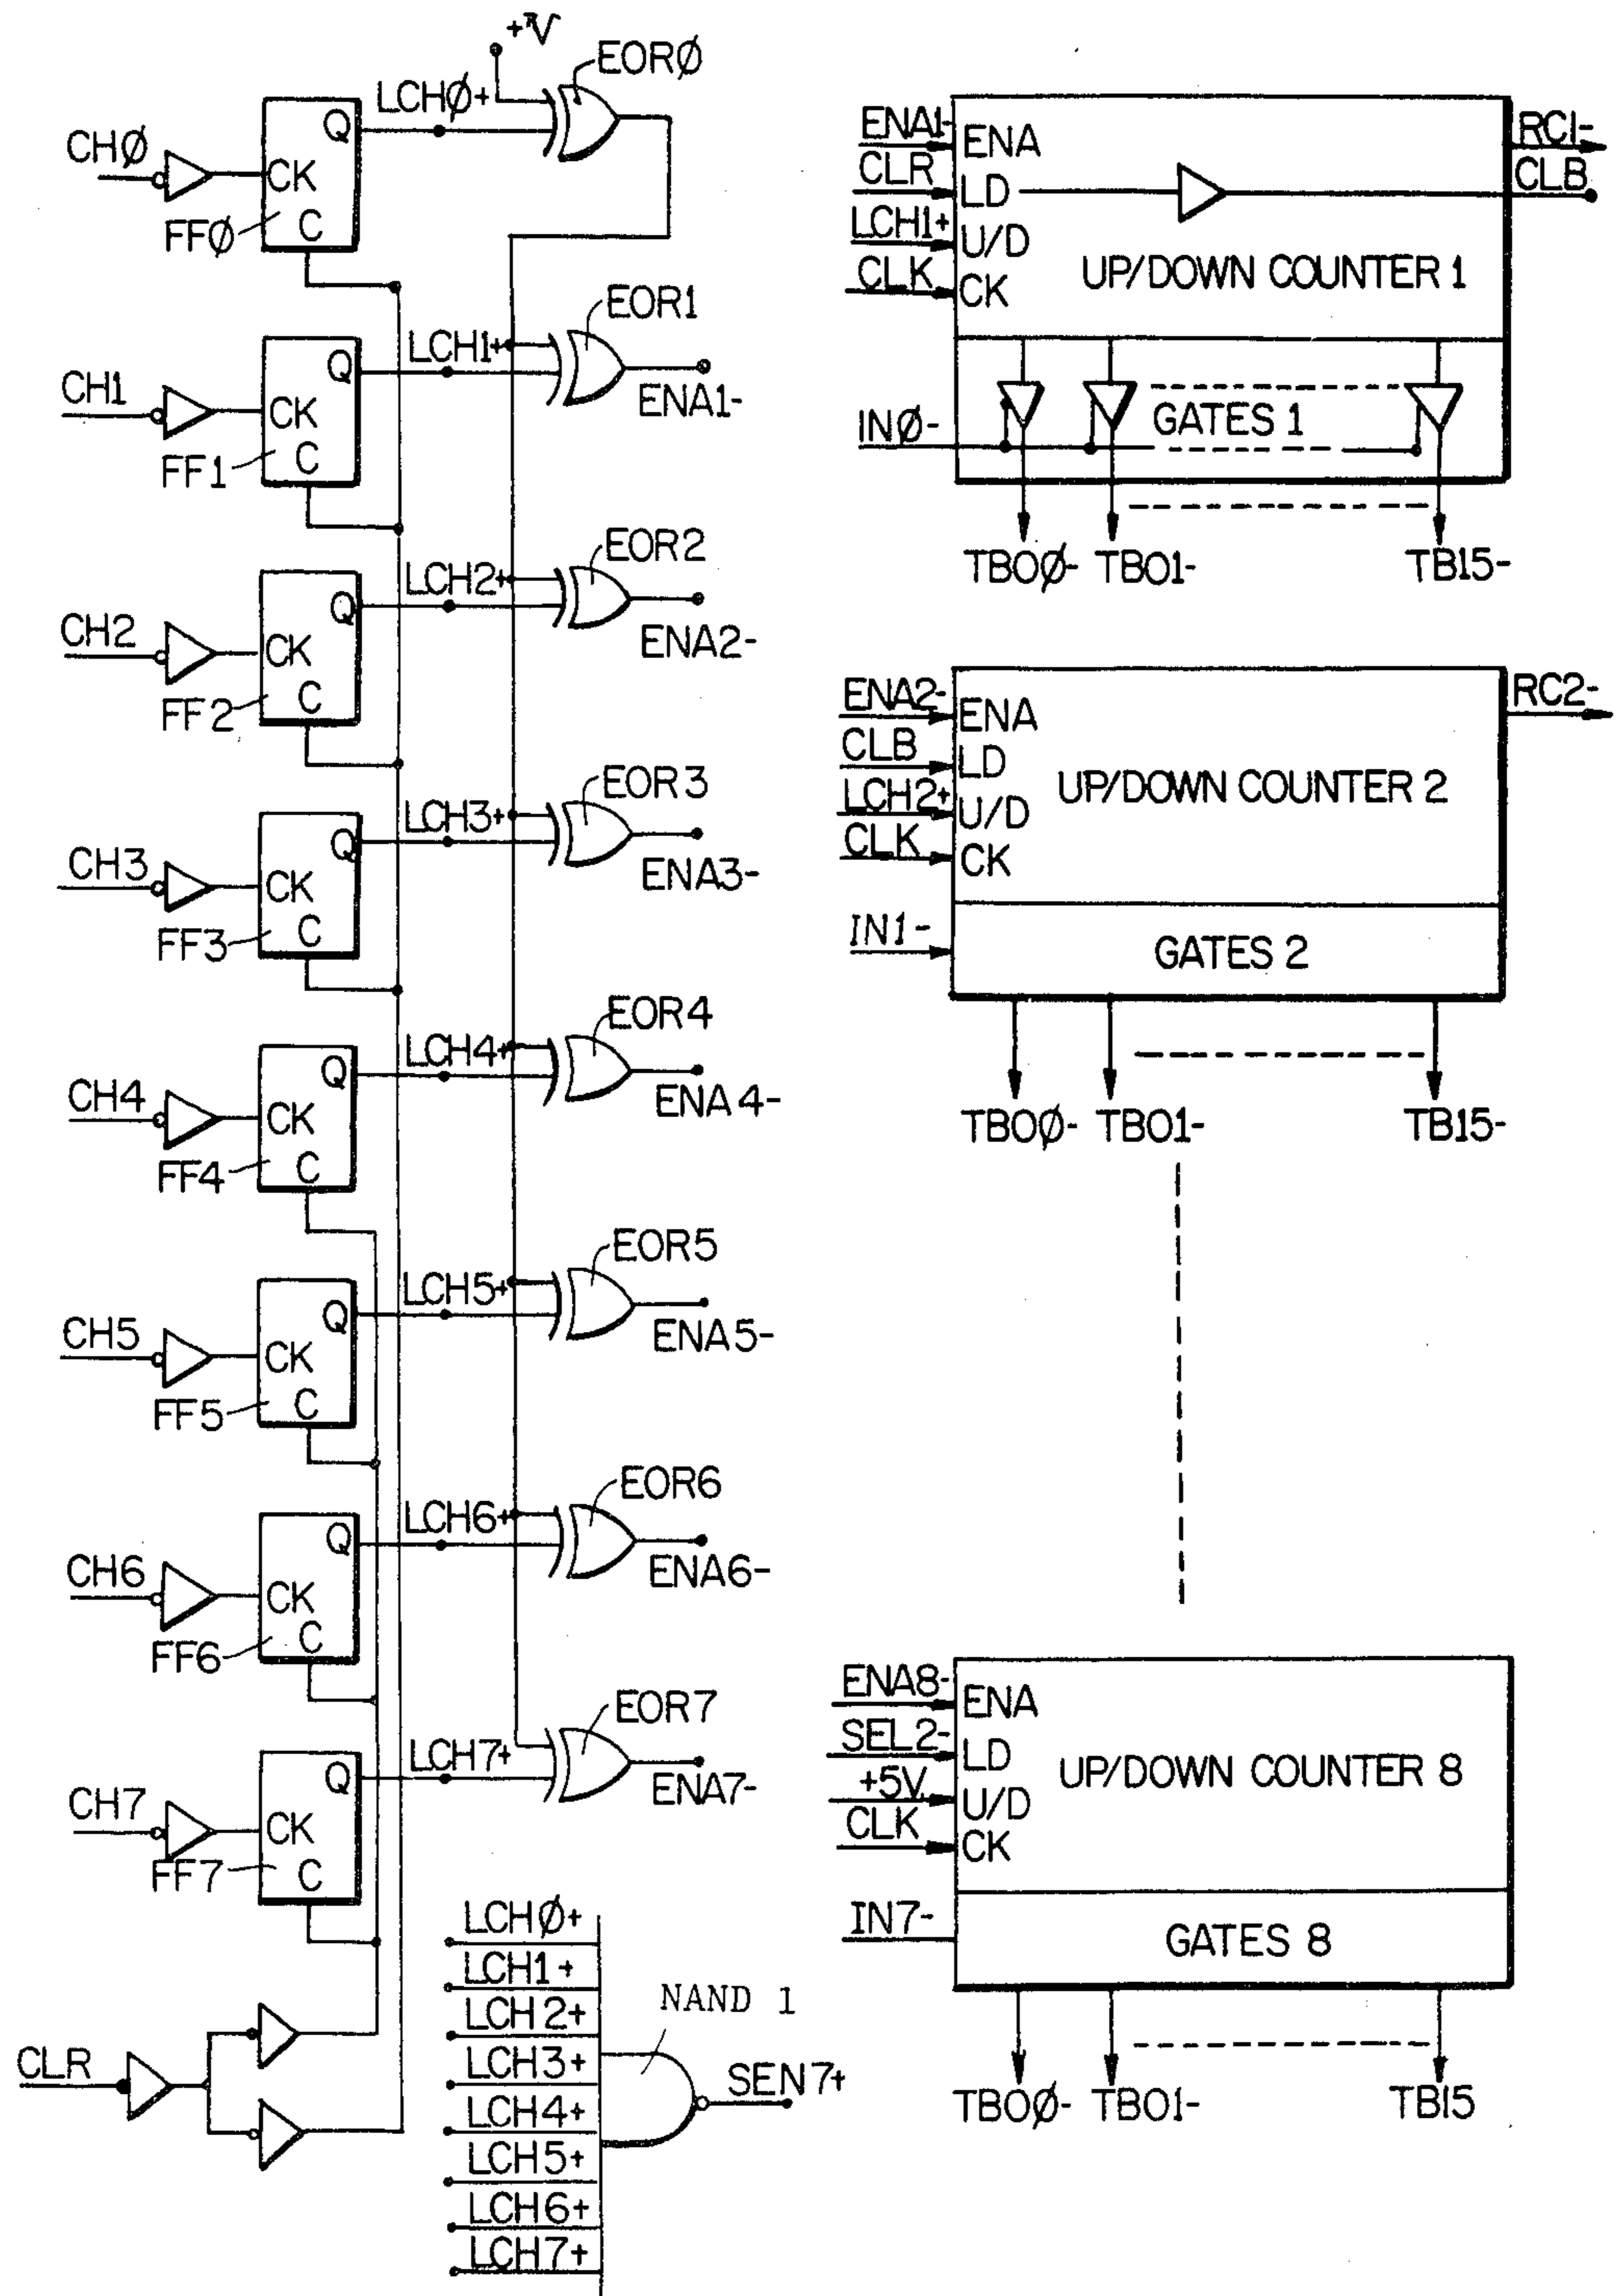 +V
EORØ
LCHØ+
Q
CHØ
CK
C
FFØ
EOR1
LCH1+
Q
CH1
CK
C
FF1
ENA1-
EOR2
LCH2+
Q
CH2
CK
C
FF2
ENA2-
EOR3
LCH3+
Q
CH3
CK
C
FF3
ENA3-
EOR4
LCH4+
Q
CH4
CK
C
FF4
ENA4-
EOR5
LCH5+
Q
CH5
CK
C
FF5
ENA5-
EOR6
LCH6+
Q
CH6
CK
C
FF6
ENA6-
EOR7
LCH7+
Q
CH7
CK
C
FF7
ENA7-
CLR
LCHØ+
LCH1+
LCH2+
LCH3+
LCH4+
LCH5+
LCH6+
LCH7+
NAND 1
SEN7+
ENA1- ENA RC1-
CLR LD CLB
LCH1+ U/D
CLK CK
UP/DOWN COUNTER 1
INØ- GATES 1
TBOØ- TBO1- TB15-
ENA2- ENA RC2-
CLB LD
LCH2+ U/D
CLK CK
UP/DOWN COUNTER 2
IN1- GATES 2
TBOØ- TBO1- TB15-
ENA8- ENA
SEL2- LD
+5V U/D
CLK CK
UP/DOWN COUNTER 8
IN7- GATES 8
TBOØ- TBO1- TB15